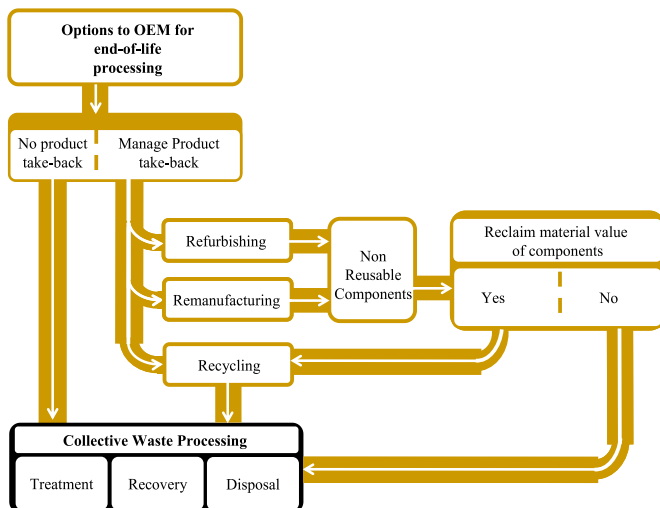 Options to OEM for
end-of-life
processing
No product
take-back
Manage Product
take-back
Refurbishing
Remanufacturing
Recycling
Non
Reusable
Components
Reclaim material value
of components
Yes
No
Collective Waste Processing
Treatment
Recovery
Disposal